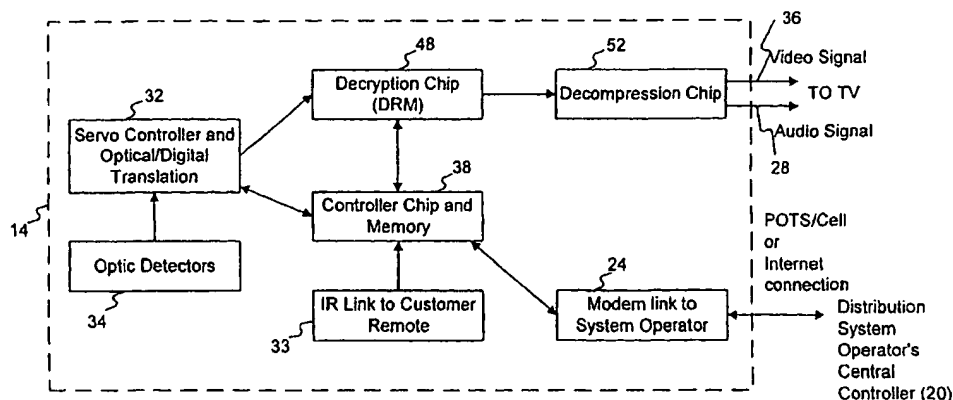 36
48
52
Video Signal
Decryption Chip
(DRM)
Decompression Chip
TO TV
32
Servo Controller and
Optical/Digital
Translation
Audio Signal
28
38
Controller Chip and
Memory
14
POTS/Cell
or
Internet
connection
Optic Detectors
34
24
IR Link to Customer
Remote
33
Modem link to
System Operator
Distribution
System
Operator's
Central
Controller (20)